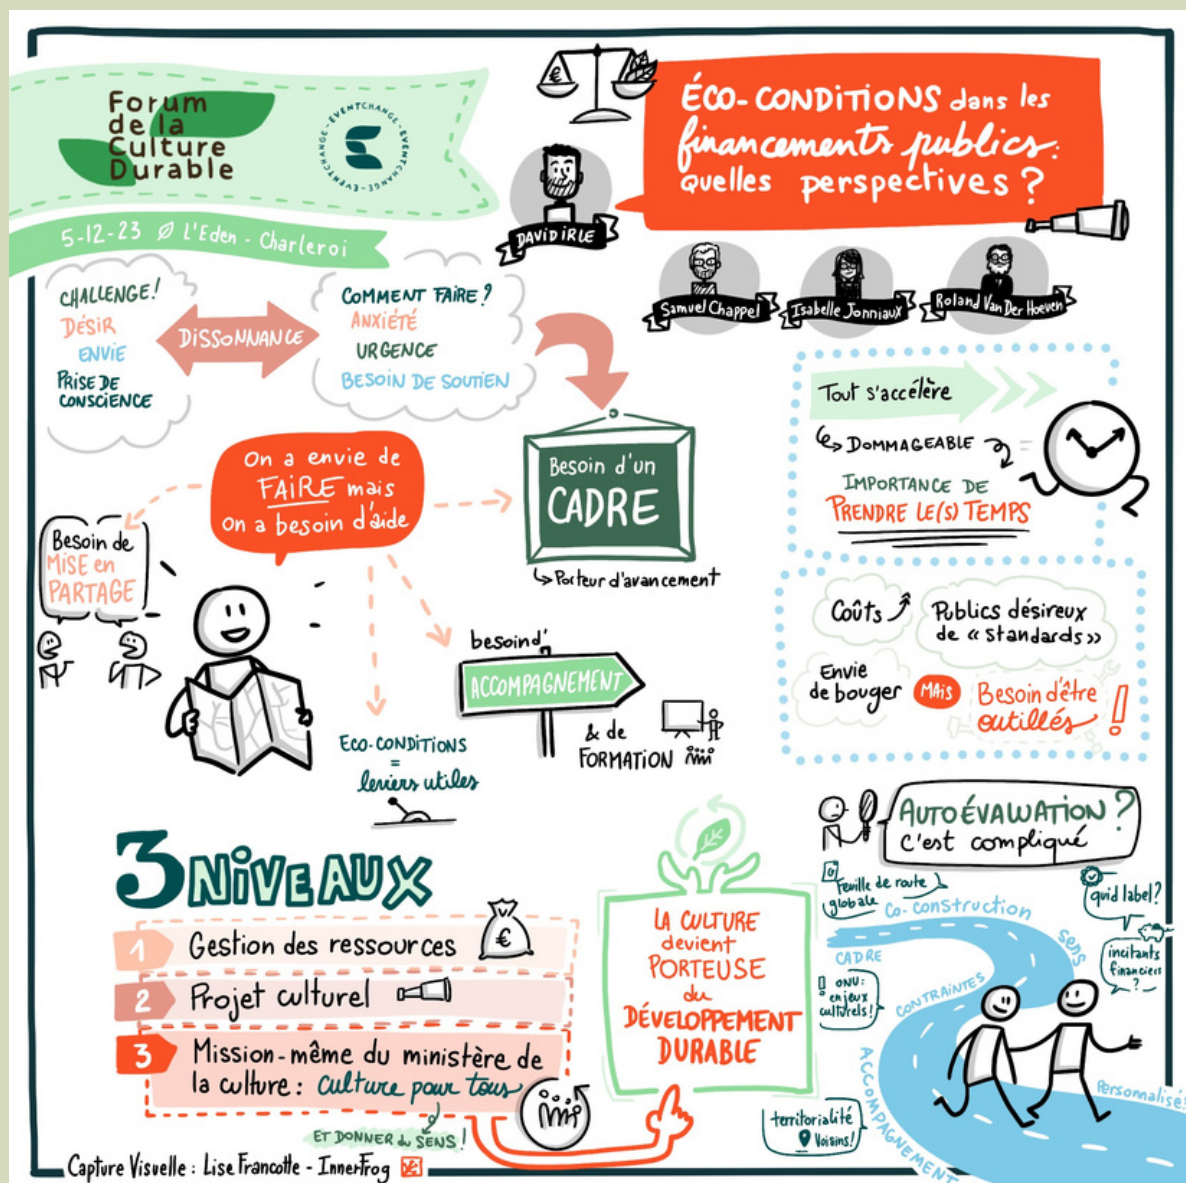 Forum
de la
Culture
Durable
EVENTCHANGE - EVENTCHANGE - EVENTCHANGE -
5-12-23 L'Eden - Charleroi
ÉCO-CONDITIONS dans les
financements publics:
quelles perspectives ?
€
DAVID IRLE
Samuel Chappel
Isabelle Jonniaux
Roland Van Der Hoeven
CHALLENGE!
DÉSIR
ENVIE
PRISE DE
CONSCIENCE
DISSONNANCE
COMMENT FAIRE ?
ANXIÉTÉ
URGENCE
BESOIN DE SOUTIEN
Besoin d'un
CADRE
Porteur d'avancement
On a envie de
FAIRE mais
on a besoin d'aide
Besoin de
MISE en
PARTAGE
besoin d'
ACCOMPAGNEMENT
& de
FORMATION
ECO-CONDITIONS
=
leviers utiles
Tout s'accélère
DOMMAGEABLE
IMPORTANCE DE
PRENDRE LE(S) TEMPS
Coûts
Publics désireux
de « standards »
Envie
de bouger
MAIS
Besoin d'être
outillés !
AUTOÉVALUATION ?
c'est compliqué
3 NIVEAUX
1 Gestion des ressources
€
2 Projet culturel
3 Mission-même du ministère de
la culture : culture pour tous
ET DONNER du SENS !
LA CULTURE
devient
PORTEUSE
du
DÉVELOPPEMENT
DURABLE
Feuille de route
globale
Co-construction
CADRE
sens
quid label?
incitants
financiers
?
! ONU:
enjeux
culturels!
CONTRAINTES
ACCOMPAGNEMENT
Personnalisé!
territorialité
Voisins!
Capture Visuelle : Lise Francotte - InnerFrog